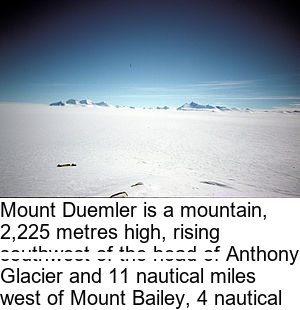 Mount Duemler is a mountain,
2,225 metres high, rising
Anthony
Glacier and 11 nautical miles
west of Mount Bailey, 4 nautical